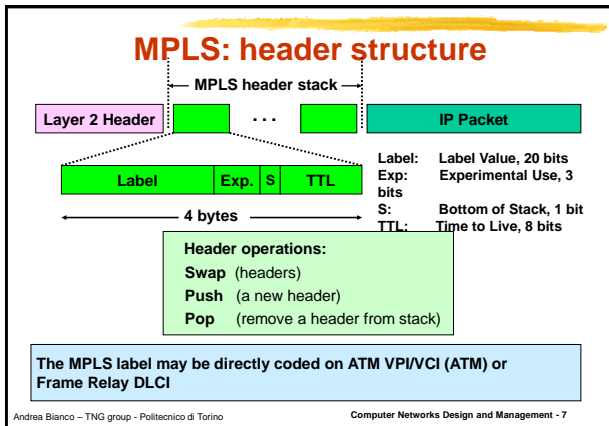 MPLS: header structure
MPLS header stack
Layer 2 Header
. . .
IP Packet
Label Exp. S TTL
4 bytes
Label: Label Value, 20 bits
Exp: Experimental Use, 3
bits
S: Bottom of Stack, 1 bit
TTL: Time to Live, 8 bits
Header operations:
Swap (headers)
Push (a new header)
Pop (remove a header from stack)
The MPLS label may be directly coded on ATM VPI/VCI (ATM) or
Frame Relay DLCI
Andrea Bianco – TNG group - Politecnico di Torino
Computer Networks Design and Management - 7